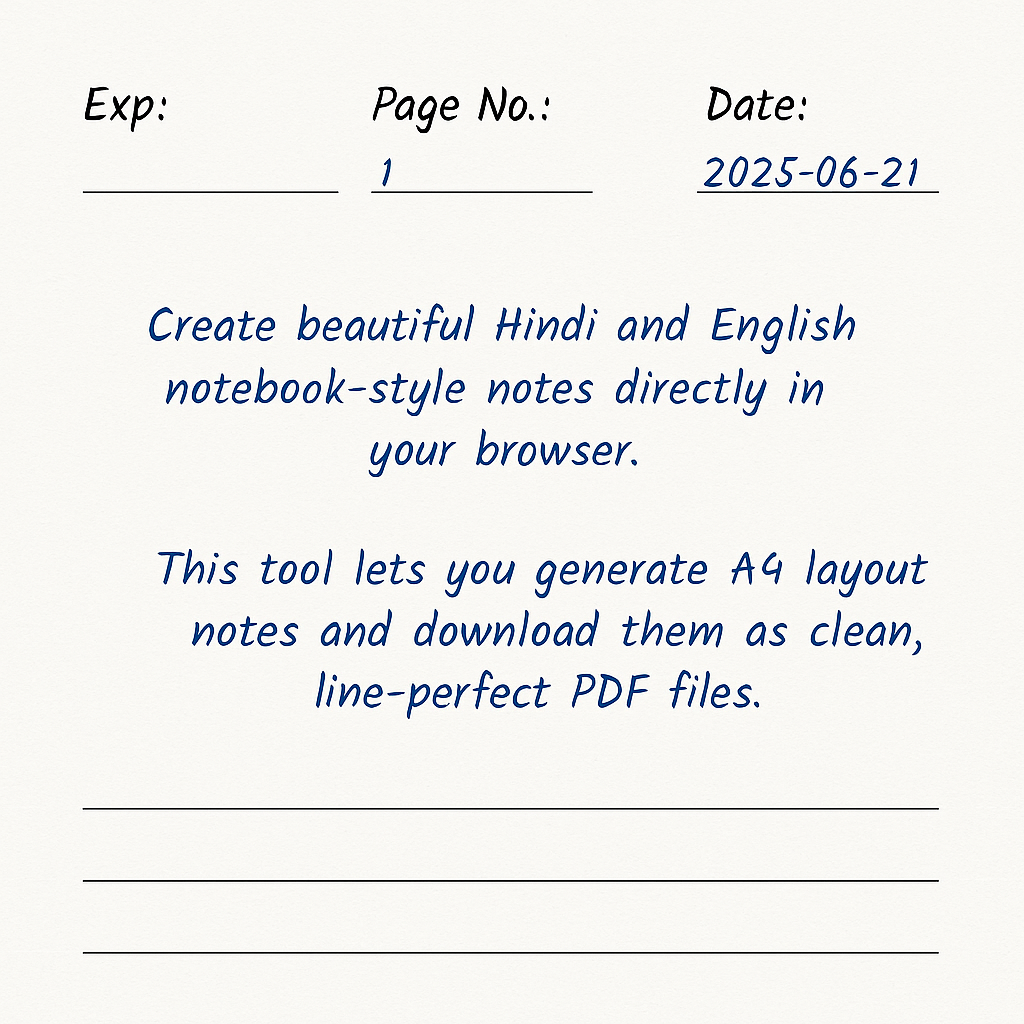 Exp: Page No.: Date:
1 2025-06-21
Create beautiful Hindi and English
notebook-style notes directly in
your browser.
This tool lets you generate A4 layout
notes and download them as clean,
line-perfect PDF files.